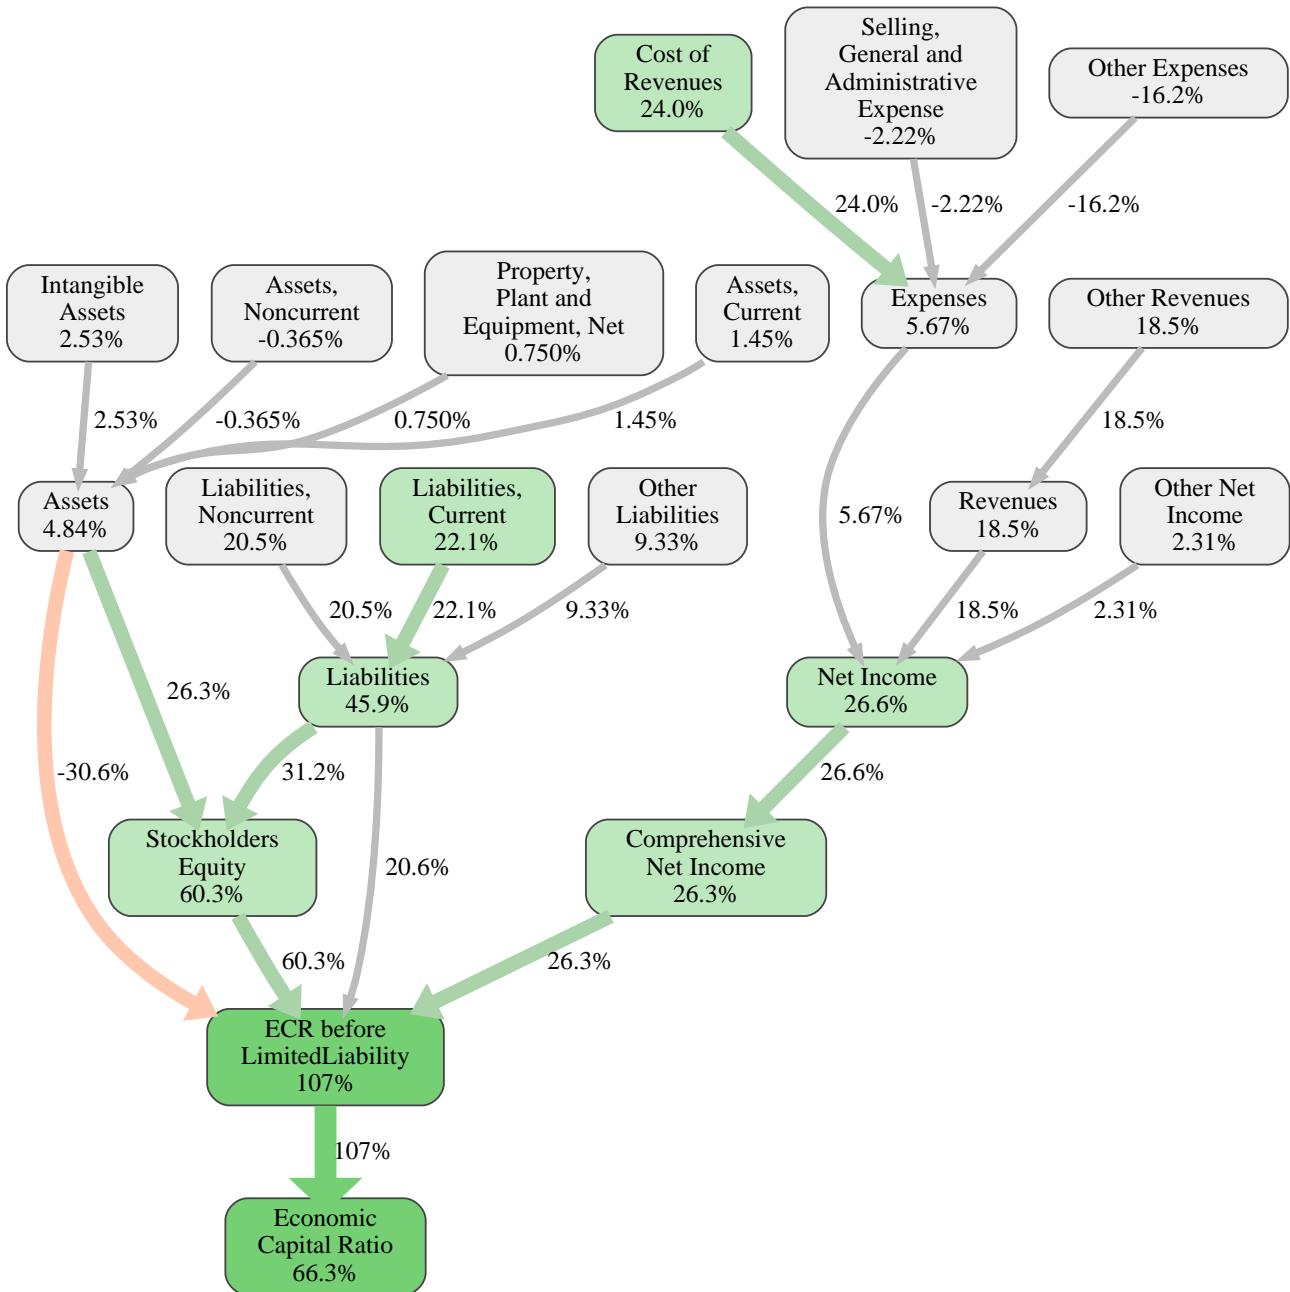 Cost of
Revenues
24.0%
Selling,
General and
Administrative
Expense
-2.22%
Other Expenses
-16.2%
24.0%
-2.22%
-16.2%
Intangible
Assets
2.53%
Assets,
Noncurrent
-0.365%
Property,
Plant and
Equipment, Net
0.750%
Assets,
Current
1.45%
Expenses
5.67%
Other Revenues
18.5%
2.53%
-0.365%
0.750%
1.45%
18.5%
Assets
4.84%
Liabilities,
Noncurrent
20.5%
Liabilities,
Current
22.1%
Other
Liabilities
9.33%
5.67%
Revenues
18.5%
Other Net
Income
2.31%
20.5%
22.1%
9.33%
18.5%
2.31%
26.3%
Liabilities
45.9%
Net Income
26.6%
-30.6%
31.2%
26.6%
Stockholders
Equity
60.3%
20.6%
Comprehensive
Net Income
26.3%
60.3%
26.3%
ECR before
LimitedLiability
107%
107%
Economic
Capital Ratio
66.3%